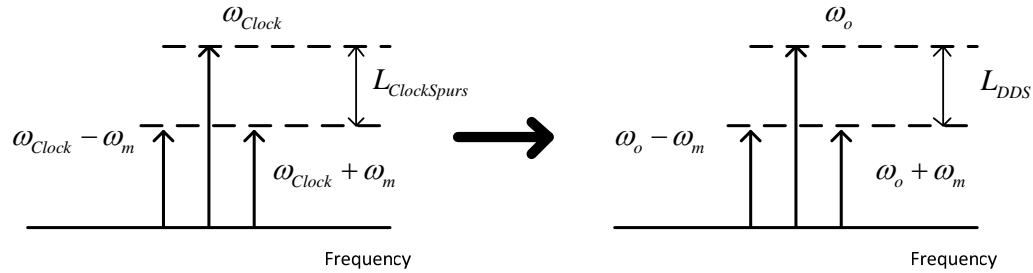 ω_Clock
L_ClockSpurs
ω_Clock − ω_m
ω_Clock + ω_m
Frequency
ω_o
L_DDS
ω_o − ω_m
ω_o + ω_m
Frequency